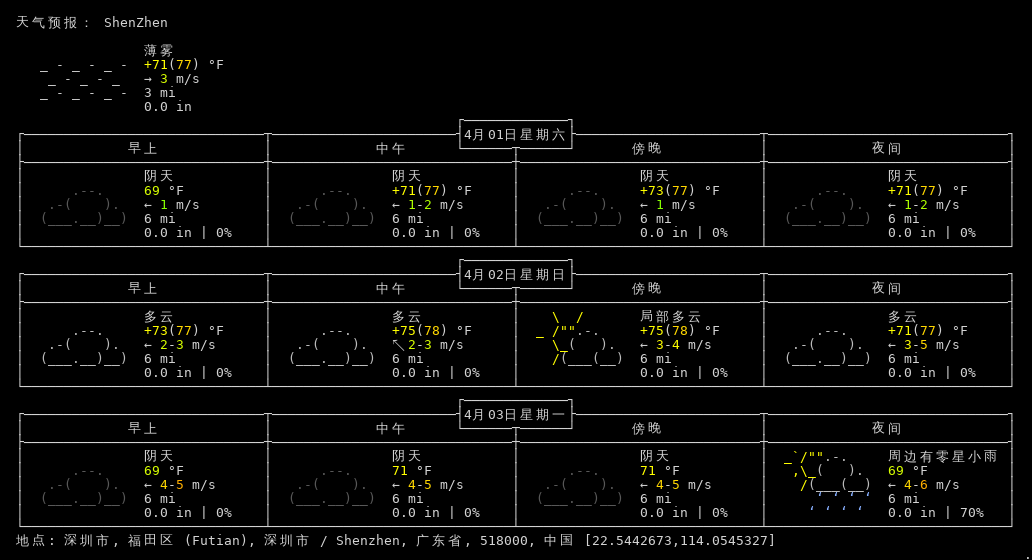 天气预报： ShenZhen
薄雾
+71(77) °F
→ 3 m/s
3 mi
0.0 in
4月01日星期六
早上 中午 傍晚 夜间
阴天 阴天 阴天 阴天
69 °F +71(77) °F +73(77) °F +71(77) °F
← 1 m/s ← 1-2 m/s ← 1 m/s ← 1-2 m/s
6 mi 6 mi 6 mi 6 mi
0.0 in | 0% 0.0 in | 0% 0.0 in | 0% 0.0 in | 0%
4月02日星期日
早上 中午 傍晚 夜间
多云 多云 局部多云 多云
+73(77) °F +75(78) °F +75(78) °F +71(77) °F
← 2-3 m/s ↖ 2-3 m/s ← 3-4 m/s ← 3-5 m/s
6 mi 6 mi 6 mi 6 mi
0.0 in | 0% 0.0 in | 0% 0.0 in | 0% 0.0 in | 0%
4月03日星期一
早上 中午 傍晚 夜间
阴天 阴天 阴天 周边有零星小雨
69 °F 71 °F 71 °F 69 °F
← 4-5 m/s ← 4-5 m/s ← 4-5 m/s ← 4-6 m/s
6 mi 6 mi 6 mi 6 mi
0.0 in | 0% 0.0 in | 0% 0.0 in | 0% 0.0 in | 70%
地点: 深圳市, 福田区 (Futian), 深圳市 / Shenzhen, 广东省, 518000, 中国 [22.5442673,114.0545327]